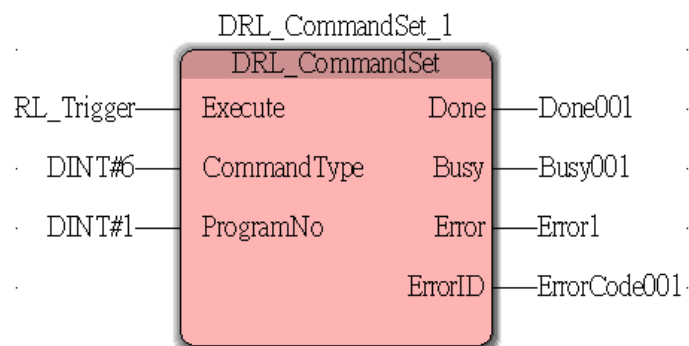 DRL_CommandSet_1
DRL_CommandSet
RL_Trigger Execute Done Done001
DINT#6 CommandType Busy Busy001
DINT#1 ProgramNo Error Error1
ErrorID ErrorCode001